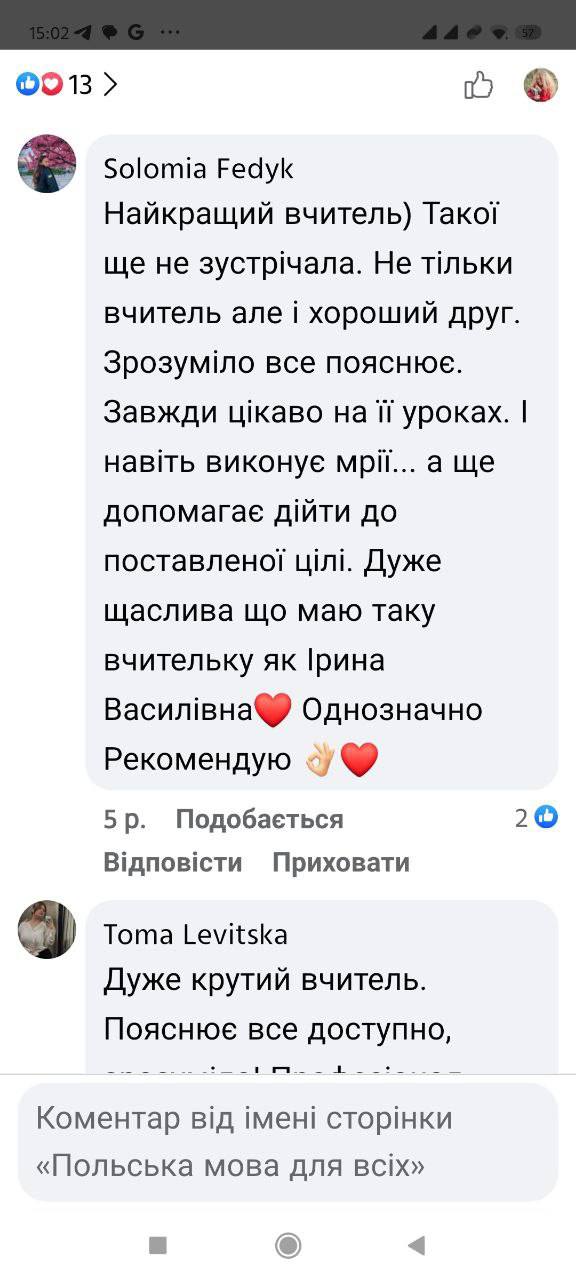 15:02
57
13
Solomia Fedyk
Найкращий вчитель) Такої
ще не зустрічала. Не тільки
вчитель але і хороший друг.
Зрозуміло все пояснює.
Завжди цікаво на її уроках. І
навіть виконує мрії... а ще
допомагає дійти до
поставленої цілі. Дуже
щаслива що маю таку
вчительку як Ірина
Василівна❤️ Однозначно
Рекомендую 👌🏼❤️
5 р. Подобається 2
Відповісти Приховати
Toma Levitska
Дуже крутий вчитель.
Пояснює все доступно,
Коментар від імені сторінки
«Польська мова для всіх»